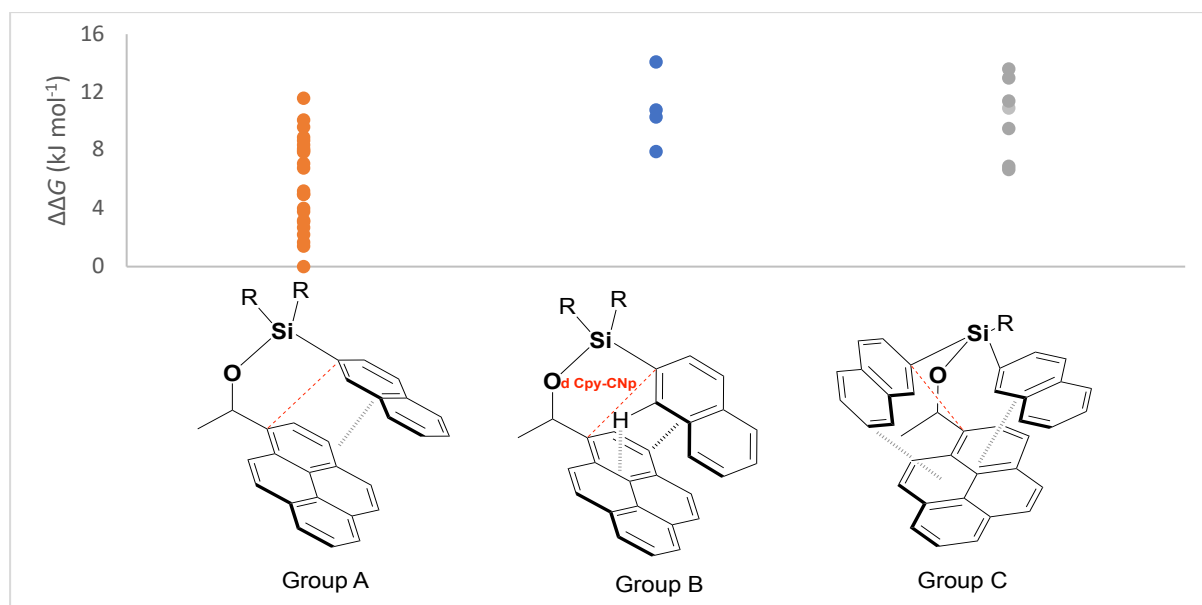 16
12
8
4
0
ΔΔG (kJ mol⁻¹)
R
R
Si
O
Group A
R
R
Si
O
d Cpy-CNp
H
Group B
Si
R
O
Group C